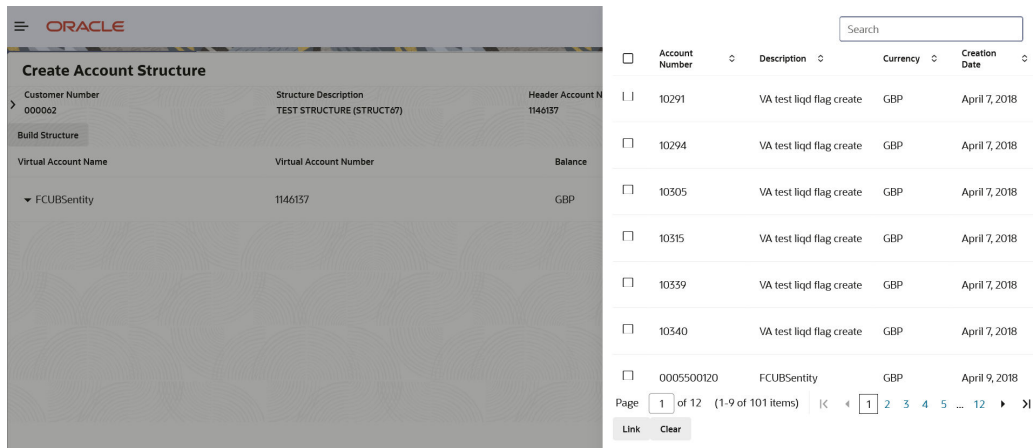 ORACLE
Create Account Structure
Customer Number Structure Description Header Account N
000062 TEST STRUCTURE (STRUCT67) 1146137
Build Structure
Virtual Account Name Virtual Account Number Balance
FCUBSentity 1146137 GBP
Search
Account Number Description Currency Creation Date
10291 VA test liqd flag create GBP April 7, 2018
10294 VA test liqd flag create GBP April 7, 2018
10305 VA test liqd flag create GBP April 7, 2018
10315 VA test liqd flag create GBP April 7, 2018
10339 VA test liqd flag create GBP April 7, 2018
10340 VA test liqd flag create GBP April 7, 2018
0005500120 FCUBSentity GBP April 9, 2018
Page 1 of 12 (1-9 of 101 items) 1 2 3 4 5 ... 12
Link Clear